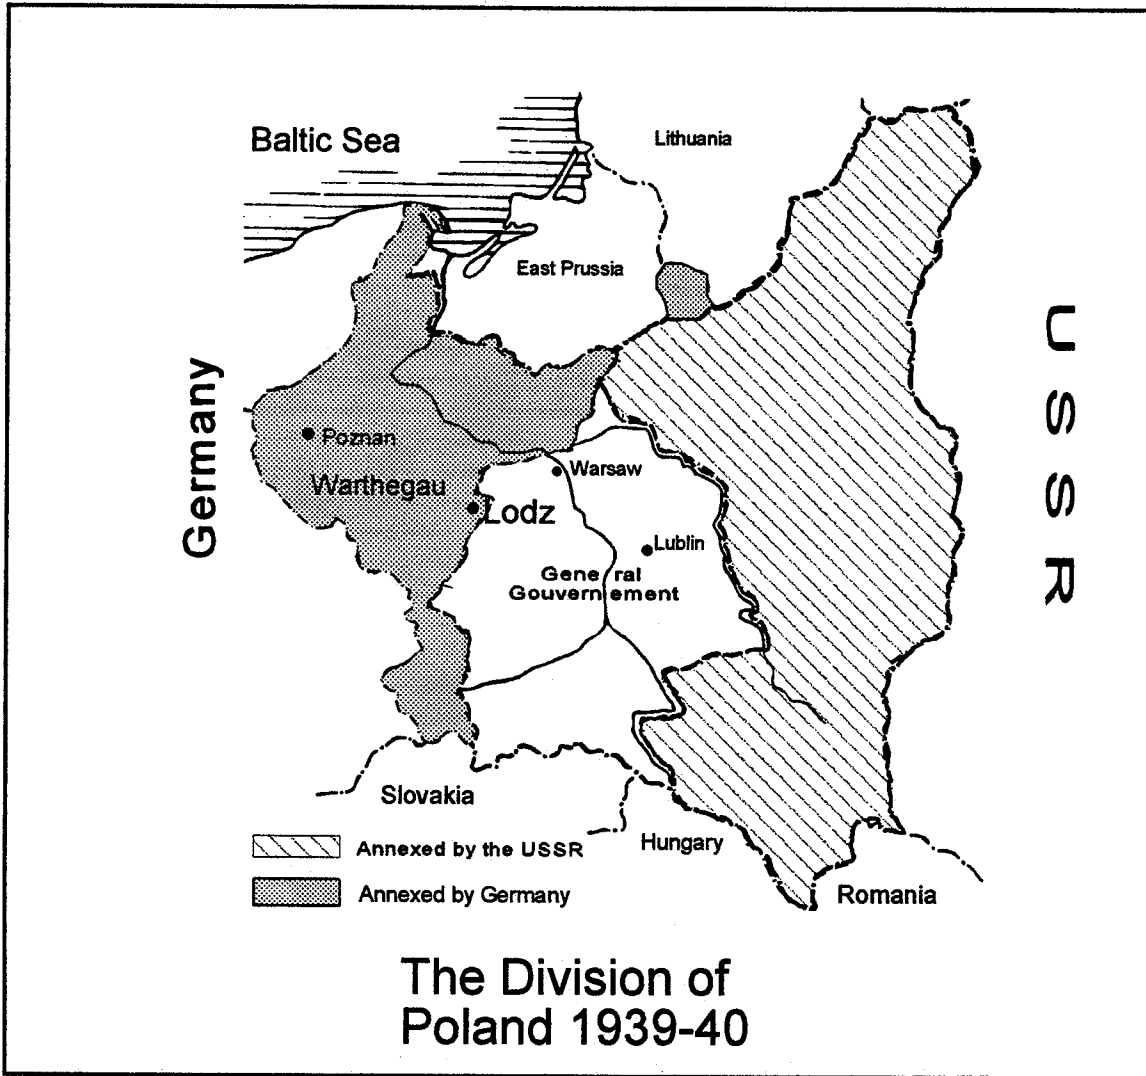 Baltic Sea
Lithuania
East Prussia
Germany
USSR
Poznan
Warthegau
Lodz
Warsaw
Lublin
General
Gouvernement
Slovakia
Hungary
Romania
Annexed by the USSR
Annexed by Germany
The Division of
Poland 1939-40